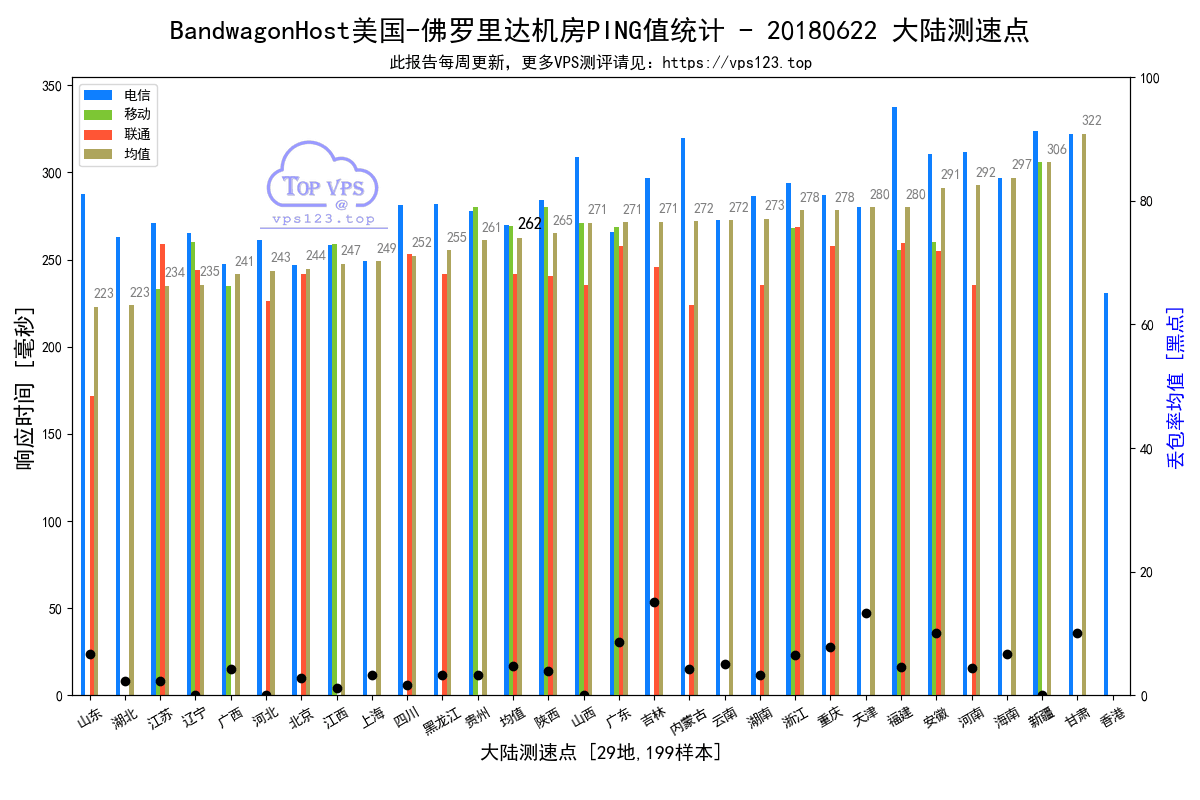 BandwagonHost美国-佛罗里达机房PING值统计 - 20180622 大陆测速点
此报告每周更新，更多VPS测评请见：https://vps123.top
电信
移动
联通
均值
TOP VPS
@
vps123.top
响应时间 [毫秒]
350
300
250
200
150
100
50
0
223
223
234
235
241
243
244
247
249
252
255
261
262
265
271
271
271
272
272
273
278
278
280
280
291
292
297
306
322
100
80
60
40
20
0
丢包率均值 [黑点]
山东
湖北
江苏
辽宁
广西
河北
北京
江西
上海
四川
黑龙江
贵州
均值
陕西
山西
广东
吉林
内蒙古
云南
湖南
浙江
重庆
天津
福建
安徽
河南
海南
新疆
甘肃
香港
大陆测速点 [29地,199样本]